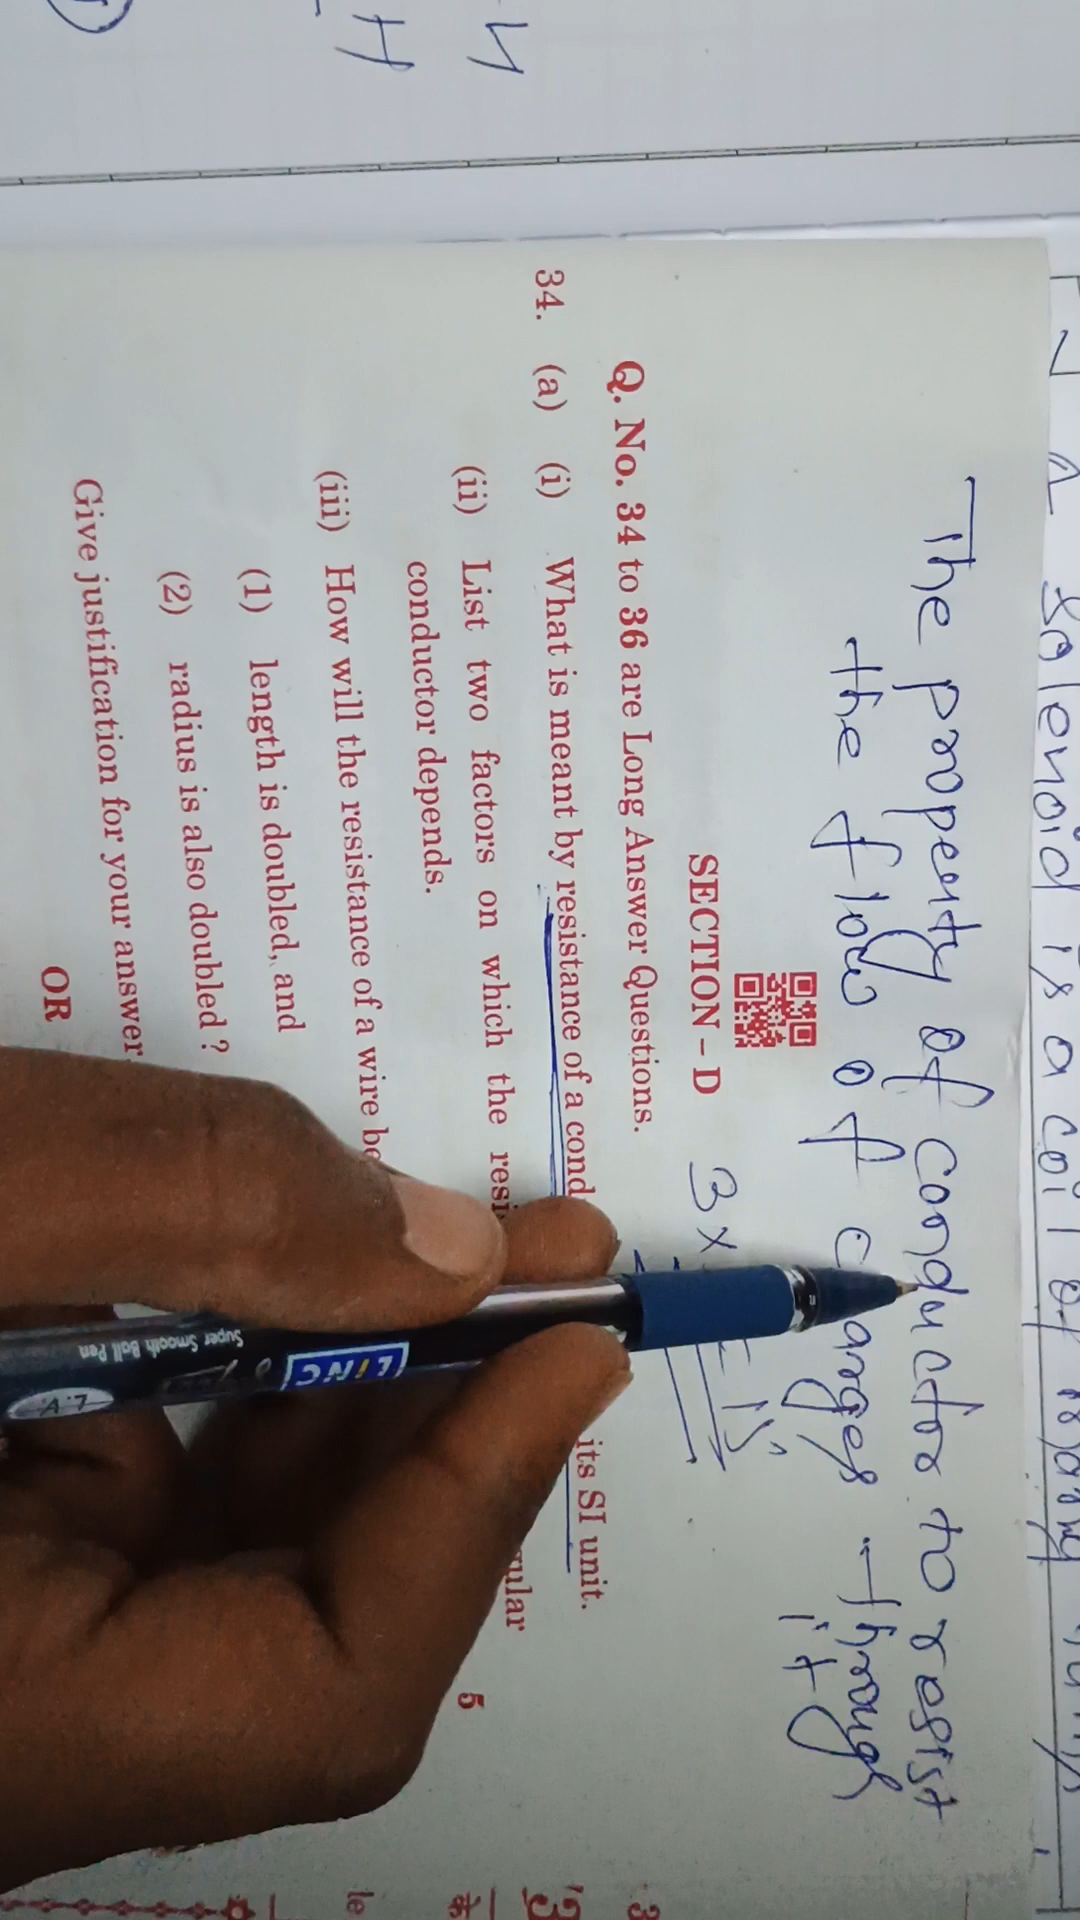 A solenoid is a coil of many
The property of conductor to resist
the flow of charges through
it
SECTION – D
3 x
= 15
Q. No. 34 to 36 are Long Answer Questions.
34. (a) (i) What is meant by resistance of a cond its SI unit.
(ii) List two factors on which the resi
conductor depends.
(iii) How will the resistance of a wire be
5
(1) length is doubled, and
(2) radius is also doubled ?
Give justification for your answer
OR
LINC
Super Smooth Ball Pen